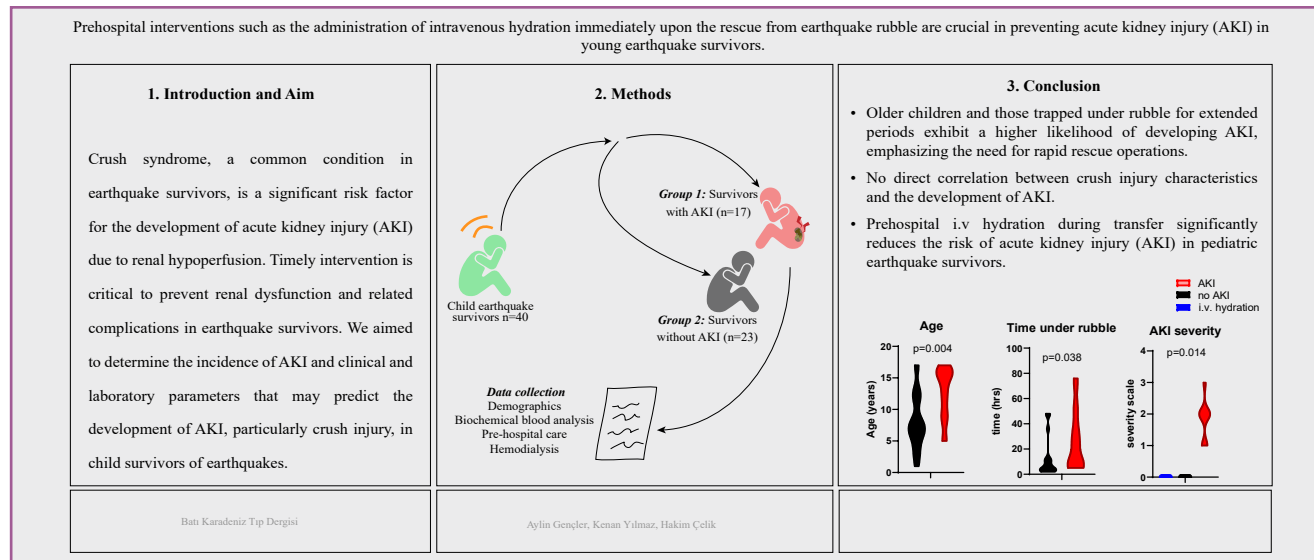 Prehospital interventions such as the administration of intravenous hydration immediately upon the rescue from earthquake rubble are crucial in preventing acute kidney injury (AKI) in
young earthquake survivors.
1. Introduction and Aim
Crush syndrome, a common condition in
earthquake survivors, is a significant risk factor
for the development of acute kidney injury (AKI)
due to renal hypoperfusion. Timely intervention is
critical to prevent renal dysfunction and related
complications in earthquake survivors. We aimed
to determine the incidence of AKI and clinical and
laboratory parameters that may predict the
development of AKI, particularly crush injury, in
child survivors of earthquakes.
2. Methods
Group 1: Survivors
with AKI (n=17)
Child earthquake
survivors n=40
Group 2: Survivors
without AKI (n=23)
Data collection
Demographics
Biochemical blood analysis
Pre-hospital care
Hemodialysis
3. Conclusion
• Older children and those trapped under rubble for extended
periods exhibit a higher likelihood of developing AKI,
emphasizing the need for rapid rescue operations.
• No direct correlation between crush injury characteristics
and the development of AKI.
• Prehospital i.v hydration during transfer significantly
reduces the risk of acute kidney injury (AKI) in pediatric
earthquake survivors.
AKI
no AKI
i.v. hydration
Age
p=0.004
Age (years)
20
15
10
5
0
Time under rubble
p=0.038
time (hrs)
100
80
60
40
20
0
AKI severity
p=0.014
severity scale
4
3
2
1
0
Batı Karadeniz Tıp Dergisi
Aylin Gençler, Kenan Yılmaz, Hakim Çelik